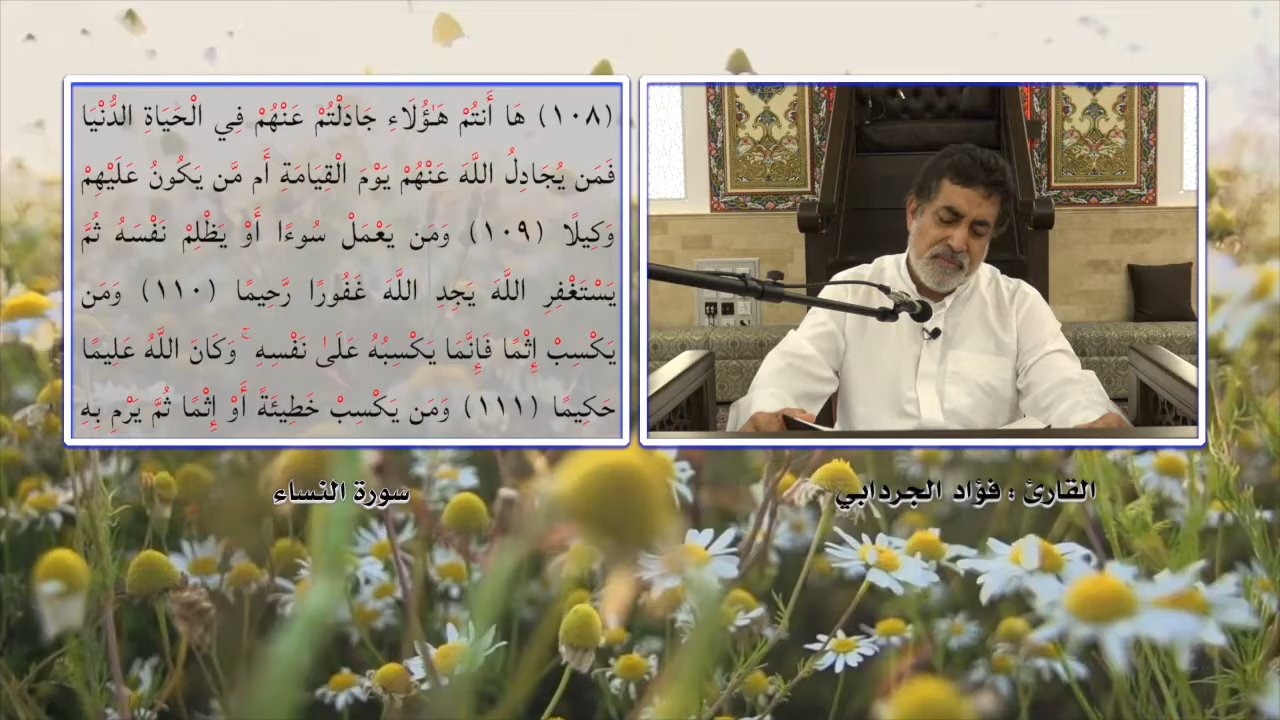 (١٠٨) هَا أَنتُمْ هَـٰؤُلَاءِ جَادَلْتُمْ عَنْهُمْ فِي الْحَيَاةِ الدُّنْيَا
فَمَن يُجَادِلُ اللَّهَ عَنْهُمْ يَوْمَ الْقِيَامَةِ أَم مَّن يَكُونُ عَلَيْهِمْ
وَكِيلًا (١٠٩) وَمَن يَعْمَلْ سُوءًا أَوْ يَظْلِمْ نَفْسَهُ ثُمَّ
يَسْتَغْفِرِ اللَّهَ يَجِدِ اللَّهَ غَفُورًا رَّحِيمًا (١١٠) وَمَن
يَكْسِبْ إِثْمًا فَإِنَّمَا يَكْسِبُهُ عَلَىٰ نَفْسِهِ ۚ وَكَانَ اللَّهُ عَلِيمًا
حَكِيمًا (١١١) وَمَن يَكْسِبْ خَطِيئَةً أَوْ إِثْمًا ثُمَّ يَرْمِ بِهِ
القارئ : فؤاد الجردابي
سورة النساء